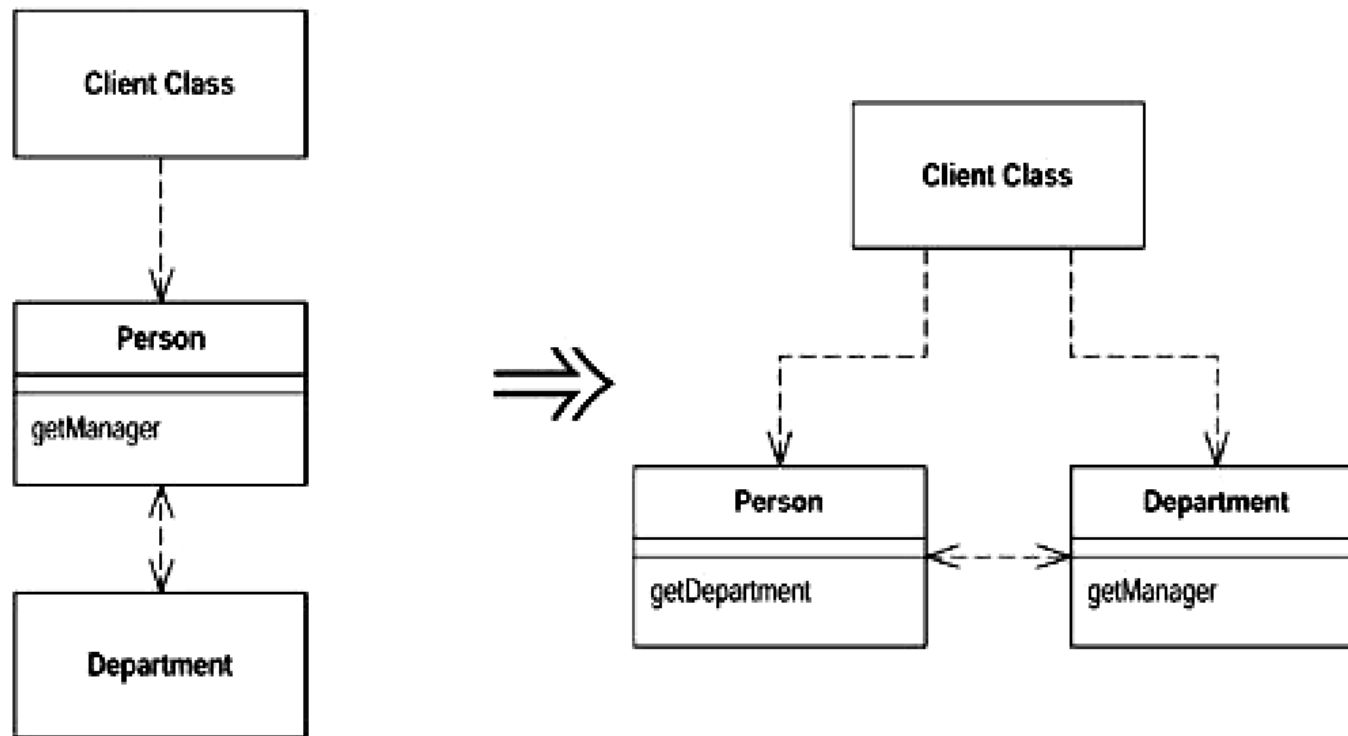 Client Class
Person
getManager
Department
Client Class
Person
getDepartment
Department
getManager